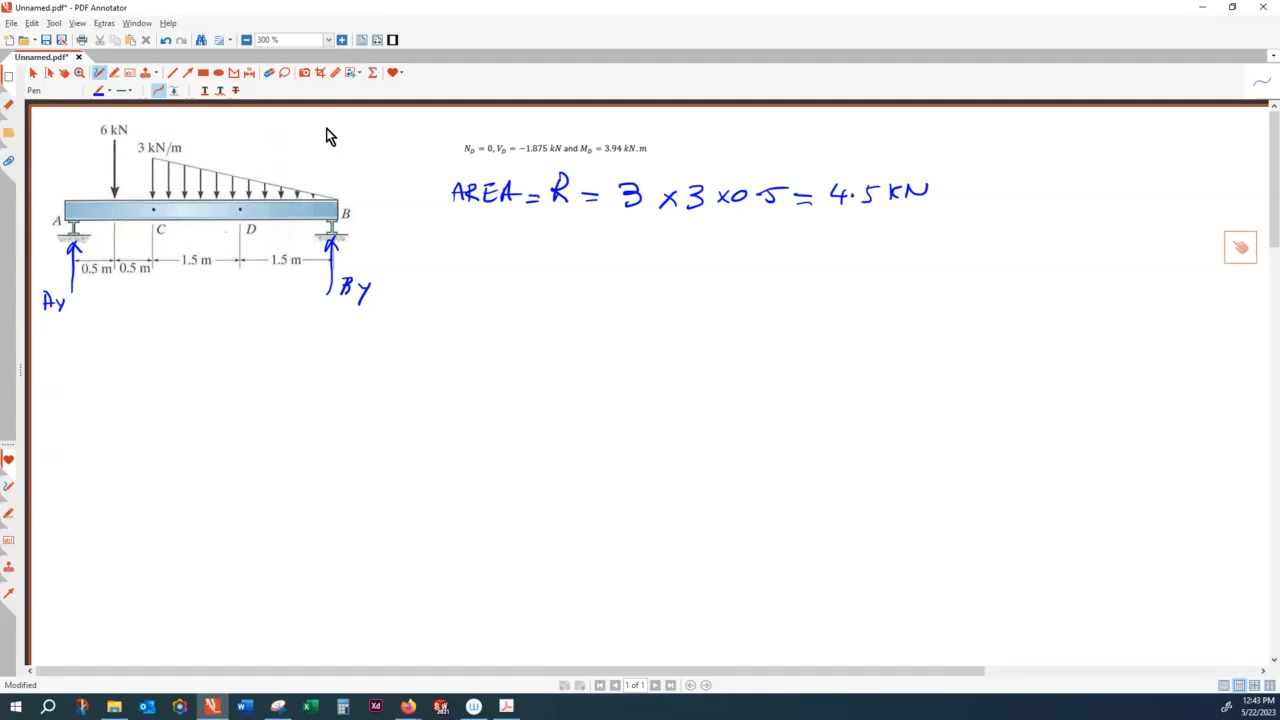 Unnamed.pdf* - PDF Annotator
File Edit Tool View Extras Window Help
300 %
Unnamed.pdf*
Pen
6 kN
3 kN/m
A
B
C
D
0.5 m 0.5 m 1.5 m 1.5 m
Ay
By
N_D = 0, V_D = −1.875 kN and M_D = 3.94 kN.m
AREA = R = 3 × 3 × 0.5 = 4.5 KN
Modified
1 of 1
12:43 PM
5/22/2023